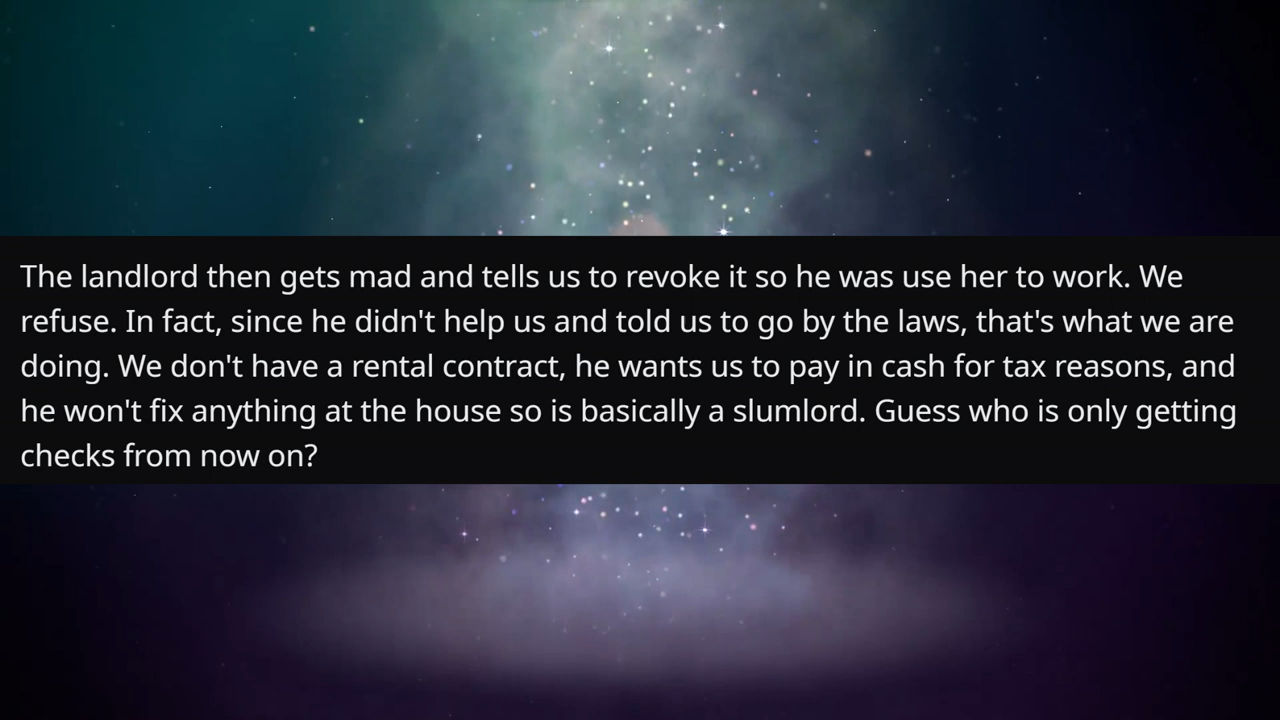 The landlord then gets mad and tells us to revoke it so he was use her to work. We
refuse. In fact, since he didn't help us and told us to go by the laws, that's what we are
doing. We don't have a rental contract, he wants us to pay in cash for tax reasons, and
he won't fix anything at the house so is basically a slumlord. Guess who is only getting
checks from now on?